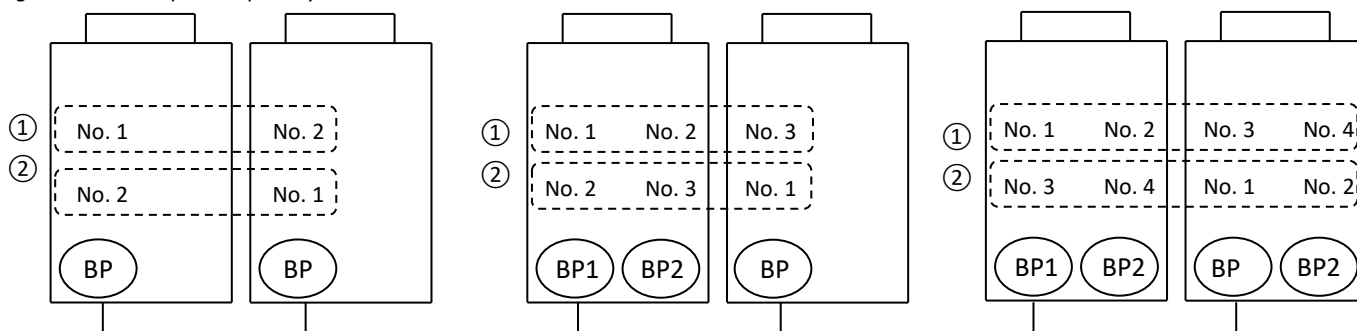 ① No. 1 No. 2
② No. 2 No. 1
BP BP
① No. 1 No. 2 No. 3
② No. 2 No. 3 No. 1
BP1 BP2 BP
① No. 1 No. 2 No. 3 No. 4
② No. 3 No. 4 No. 1 No. 2
BP1 BP2 BP BP2